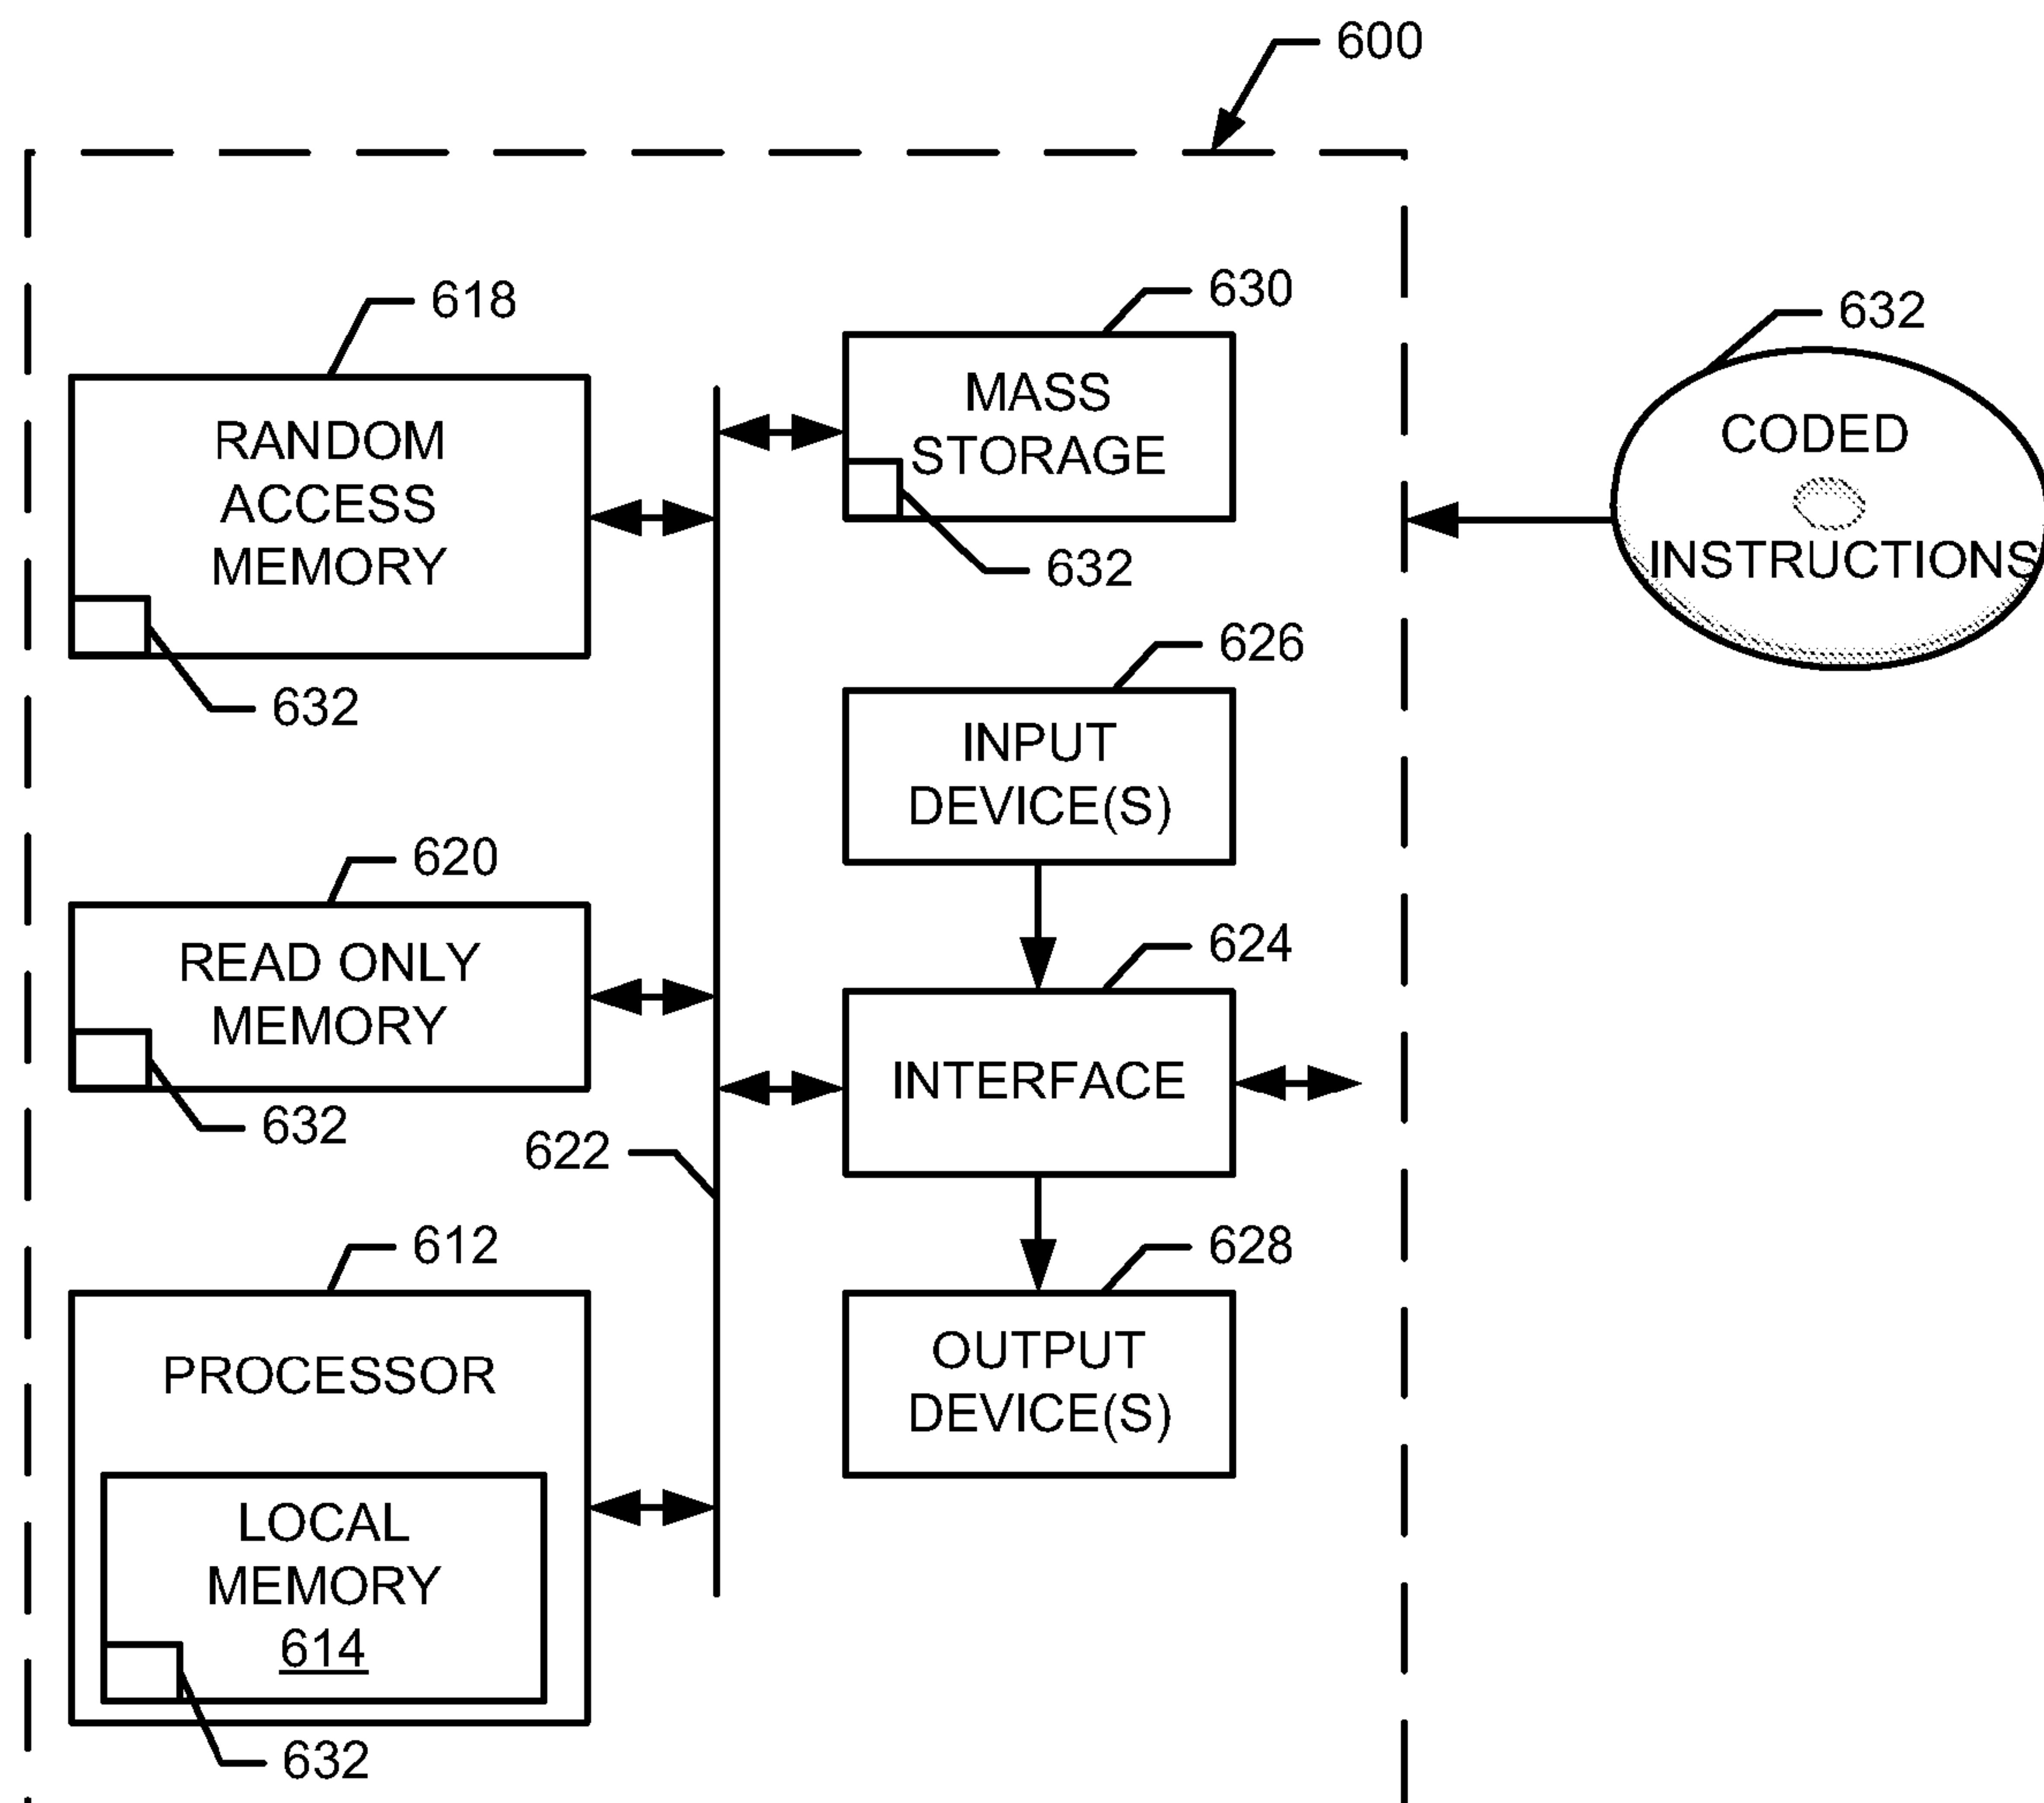 600
618
RANDOM
ACCESS
MEMORY
632
630
MASS
STORAGE
632
632
CODED
INSTRUCTIONS
626
INPUT
DEVICE(S)
620
READ ONLY
MEMORY
632
624
INTERFACE
622
612
PROCESSOR
LOCAL
MEMORY
614
632
628
OUTPUT
DEVICE(S)